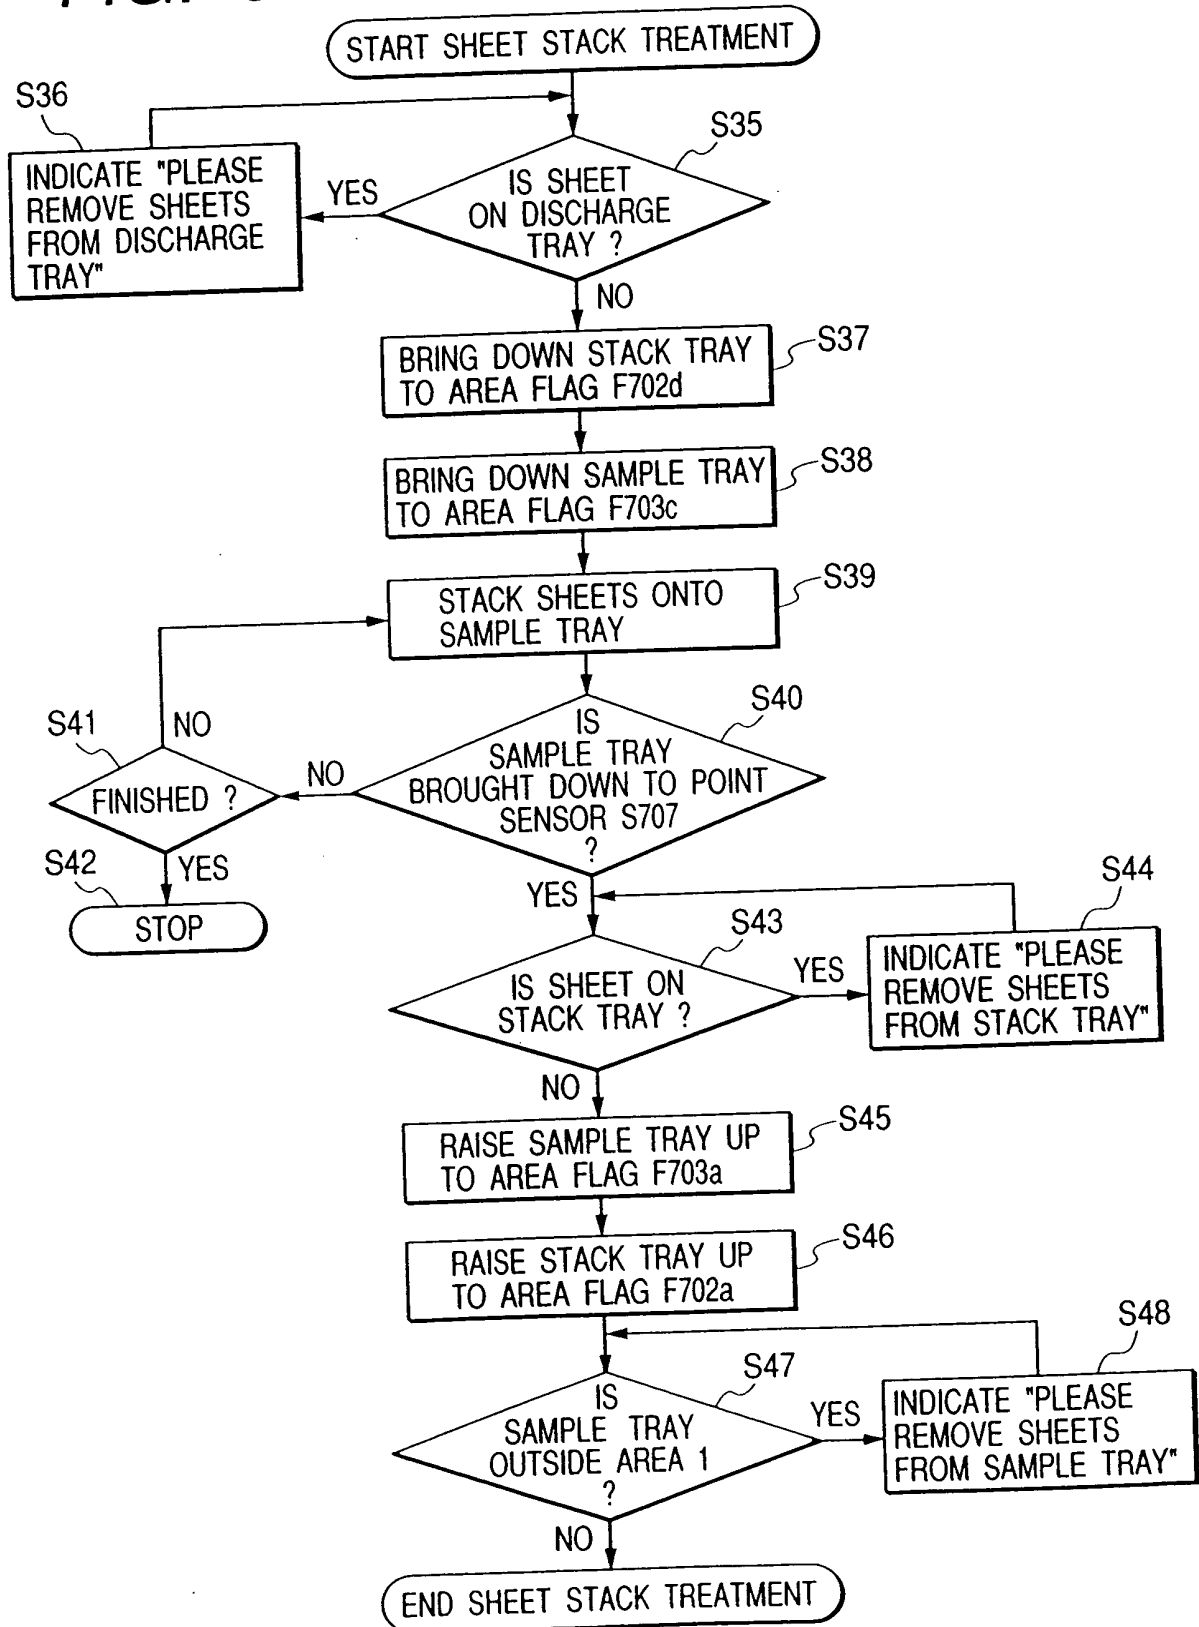 START SHEET STACK TREATMENT
S36
S35
INDICATE "PLEASE
REMOVE SHEETS
FROM DISCHARGE
TRAY"
YES
IS SHEET
ON DISCHARGE
TRAY ?
NO
BRING DOWN STACK TRAY
TO AREA FLAG F702d
S37
BRING DOWN SAMPLE TRAY
TO AREA FLAG F703c
S38
STACK SHEETS ONTO
SAMPLE TRAY
S39
S41
NO
S40
IS
SAMPLE TRAY
BROUGHT DOWN TO POINT
SENSOR S707
?
NO
FINISHED ?
S42
YES
STOP
YES
S44
S43
IS SHEET ON
STACK TRAY ?
YES
INDICATE "PLEASE
REMOVE SHEETS
FROM STACK TRAY"
NO
RAISE SAMPLE TRAY UP
TO AREA FLAG F703a
S45
RAISE STACK TRAY UP
TO AREA FLAG F702a
S46
S48
S47
IS
SAMPLE TRAY
OUTSIDE AREA 1
?
YES
INDICATE "PLEASE
REMOVE SHEETS
FROM SAMPLE TRAY"
NO
END SHEET STACK TREATMENT